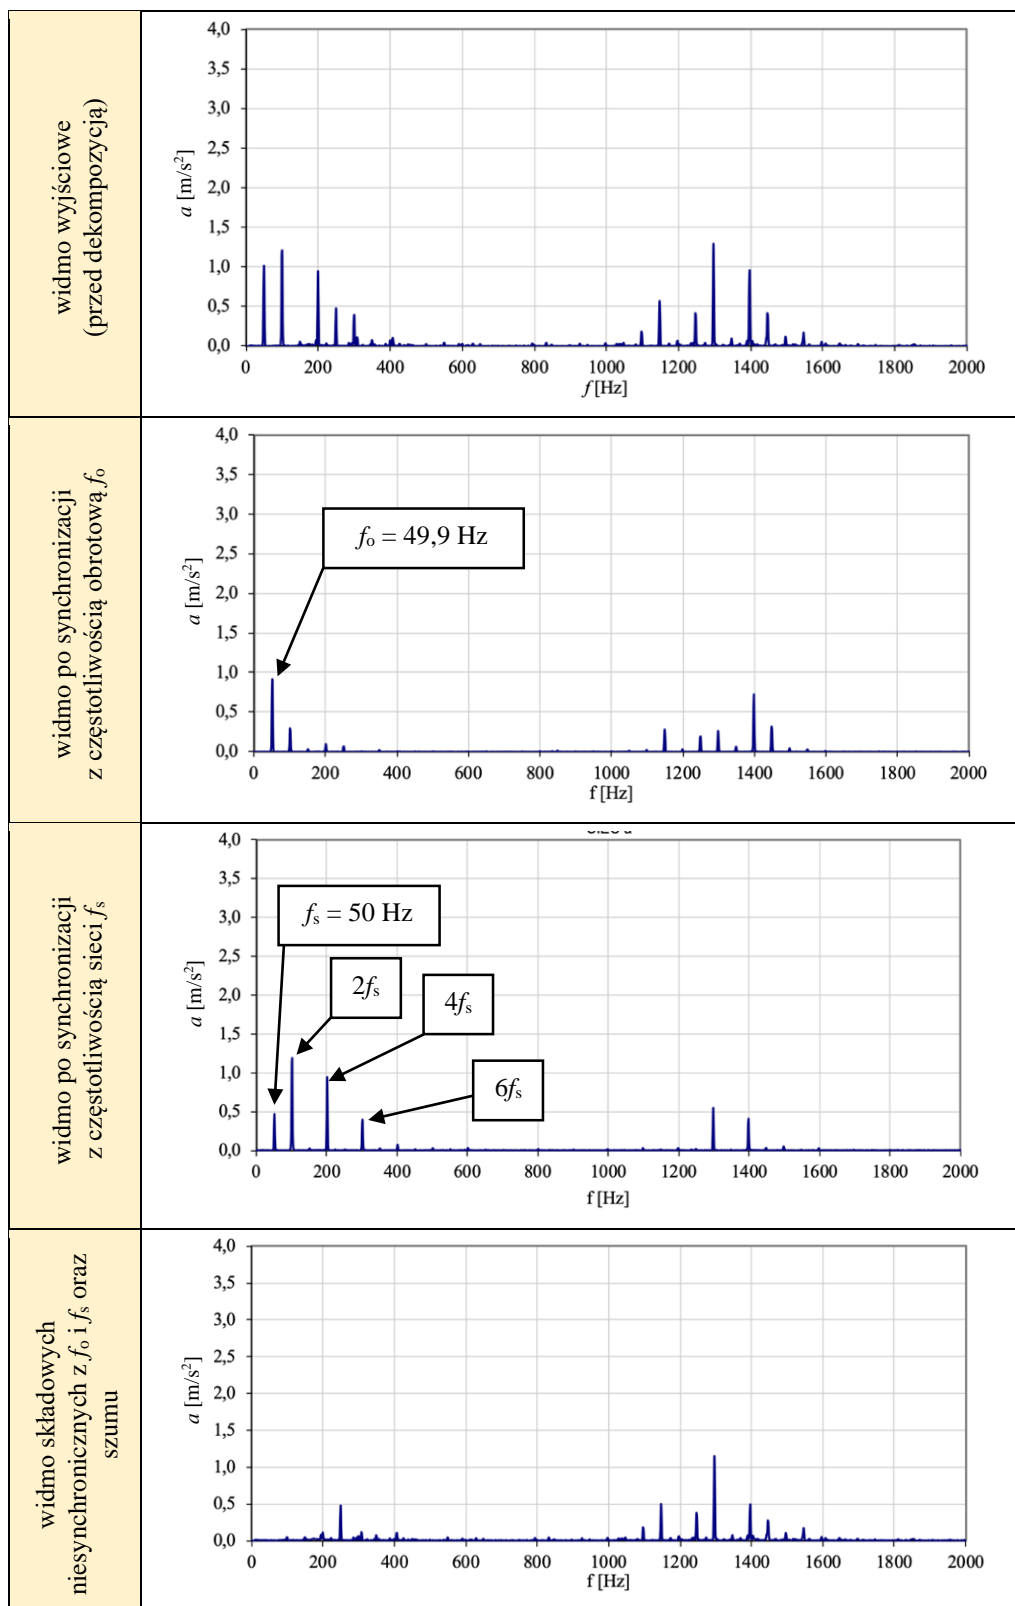 widmo wyjściowe
(przed dekompozycją)
4,0
3,5
3,0
2,5
2,0
1,5
1,0
0,5
0,0
a [m/s²]
0 200 400 600 800 1000 1200 1400 1600 1800 2000
f [Hz]
widmo po synchronizacji
z częstotliwością obrotową fₒ
4,0
3,5
3,0
2,5
2,0
1,5
1,0
0,5
0,0
a [m/s²]
fₒ = 49,9 Hz
0 200 400 600 800 1000 1200 1400 1600 1800 2000
f [Hz]
widmo po synchronizacji
z częstotliwością sieci fₛ
4,0
3,5
3,0
2,5
2,0
1,5
1,0
0,5
0,0
a [m/s²]
fₛ = 50 Hz
2fₛ
4fₛ
6fₛ
0 200 400 600 800 1000 1200 1400 1600 1800 2000
f [Hz]
widmo składowych
niesynchronicznych z fₒ i fₛ oraz
szumu
4,0
3,5
3,0
2,5
2,0
1,5
1,0
0,5
0,0
a [m/s²]
0 200 400 600 800 1000 1200 1400 1600 1800 2000
f [Hz]